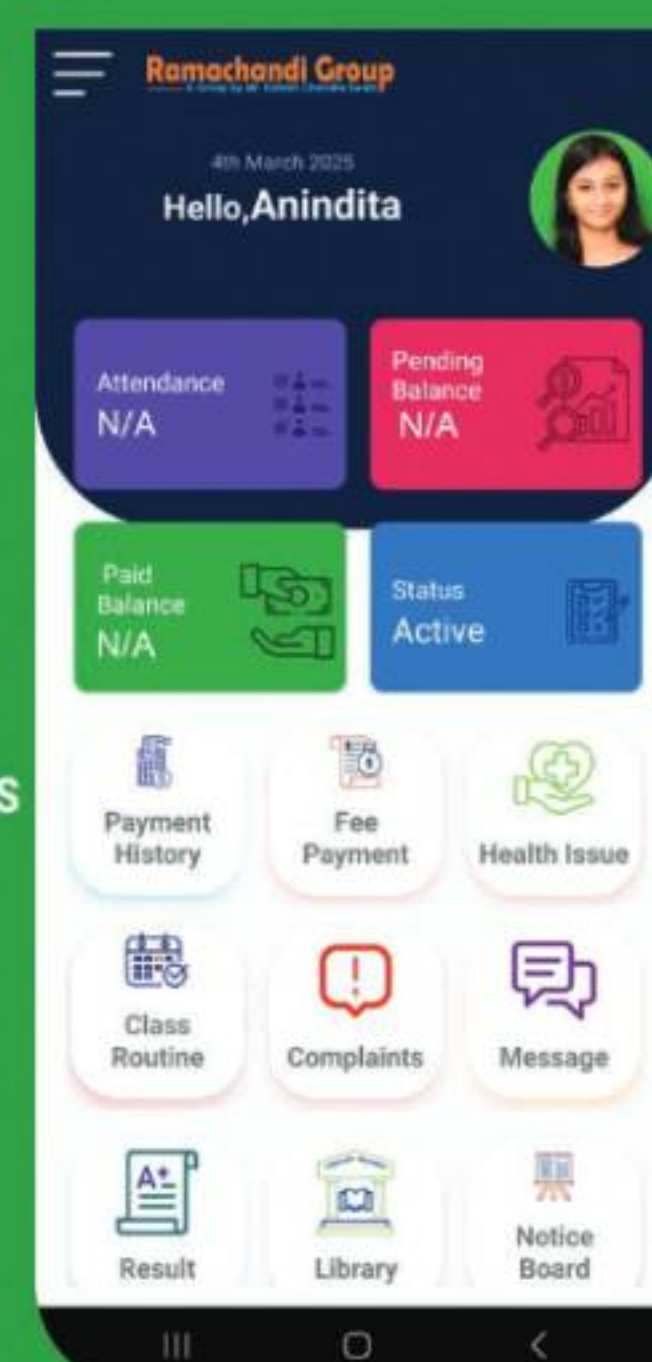 Ramachandi Group
4th March 2025
Hello,Anindita
Attendance
N/A
Pending
Balance
N/A
Paid
Balance
N/A
Status
Active
s
Payment
History
Fee
Payment
Health Issue
Class
Routine
Complaints
Message
A+
Result
Library
Notice
Board